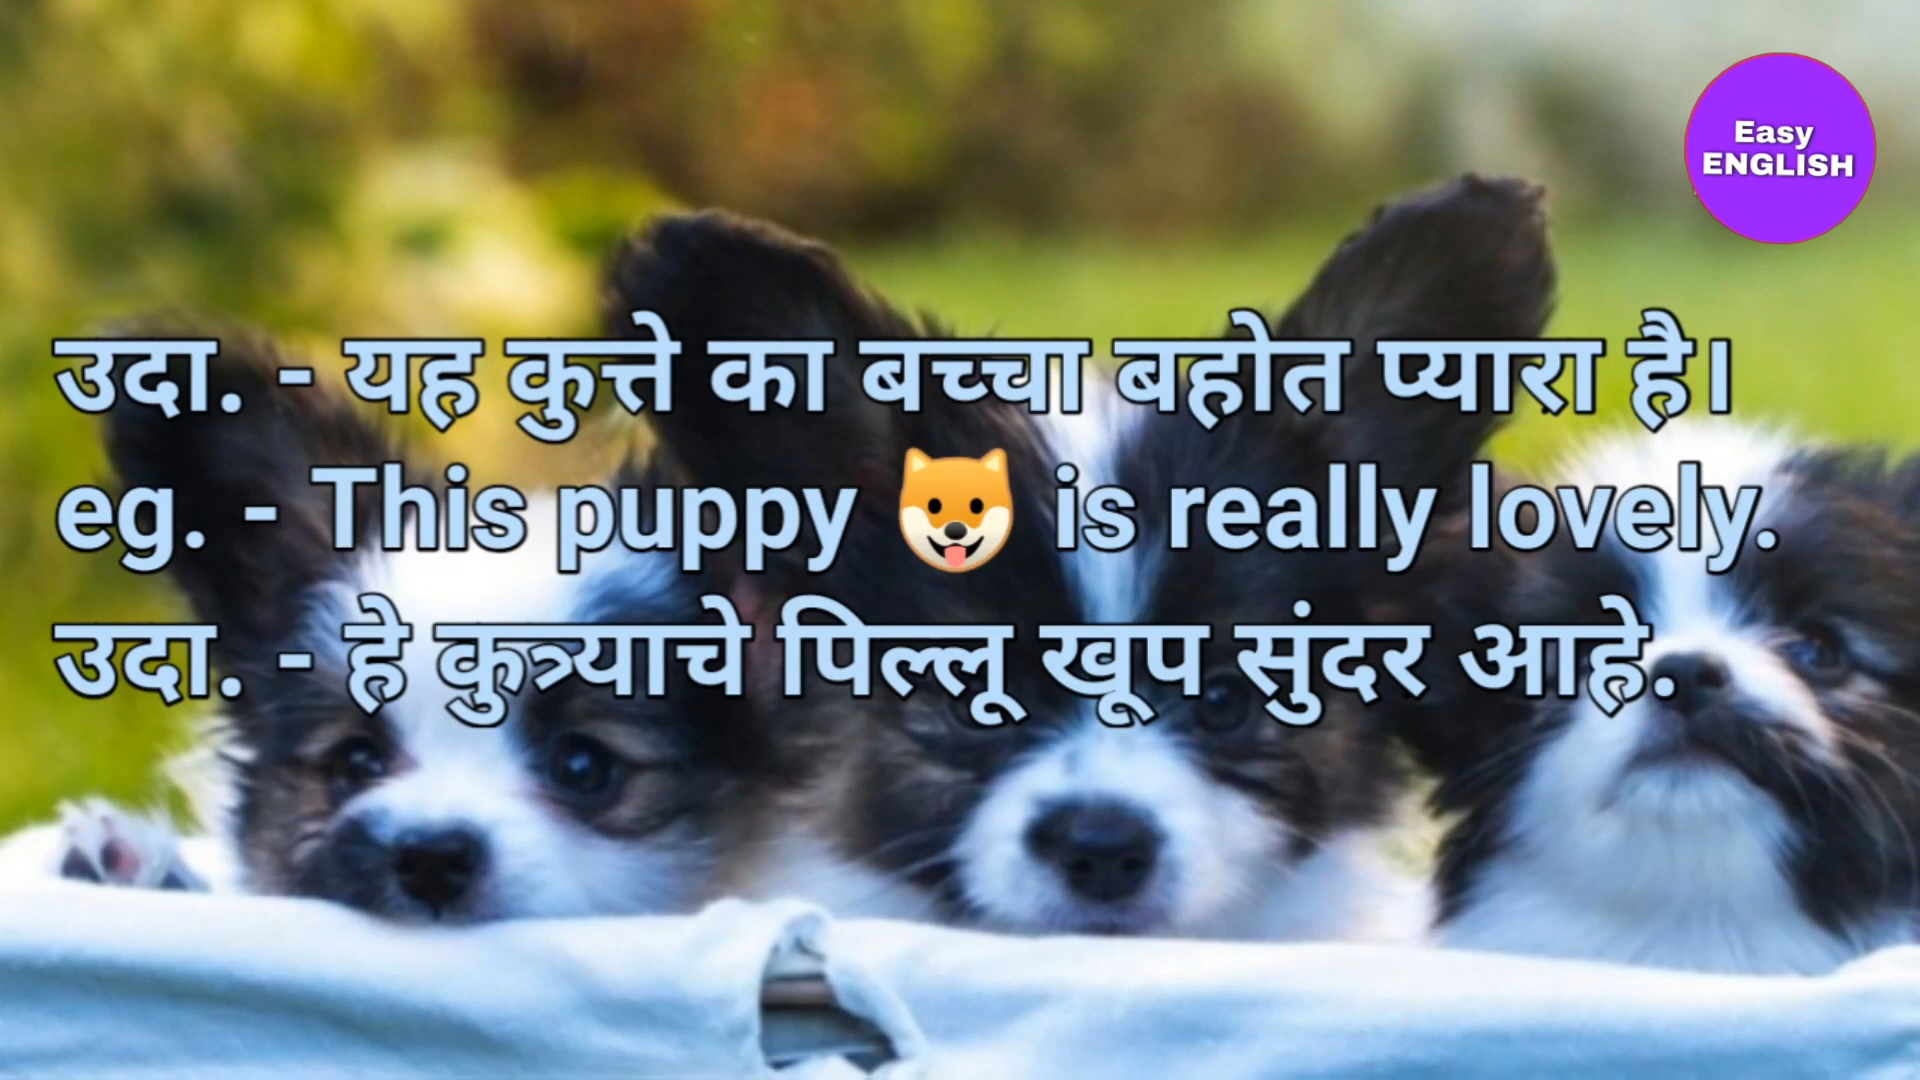 Easy
ENGLISH
उदा. - यह कुत्ते का बच्चा बहोत प्यारा है।
eg. - This puppy 🐶 is really lovely.
उदा. - हे कुत्र्याचे पिल्लू खूप सुंदर आहे.